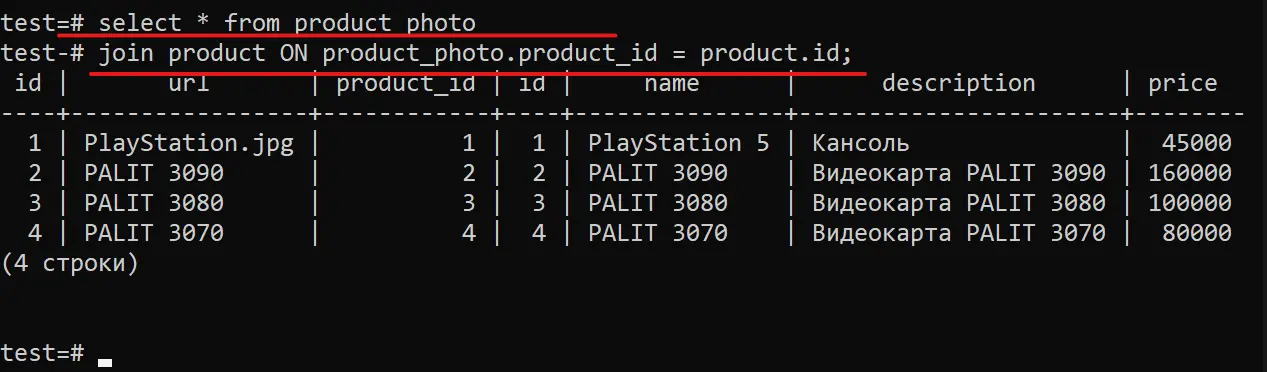 test=# select * from product_photo
test-# join product ON product_photo.product_id = product.id;
 id |       url       | product_id | id |     name      |      description      | price
----+-----------------+------------+----+---------------+-----------------------+--------
  1 | PlayStation.jpg |          1 |  1 | PlayStation 5 | Кансоль               |  45000
  2 | PALIT 3090      |          2 |  2 | PALIT 3090    | Видеокарта PALIT 3090 | 160000
  3 | PALIT 3080      |          3 |  3 | PALIT 3080    | Видеокарта PALIT 3080 | 100000
  4 | PALIT 3070      |          4 |  4 | PALIT 3070    | Видеокарта PALIT 3070 |  80000
(4 строки)
test=#